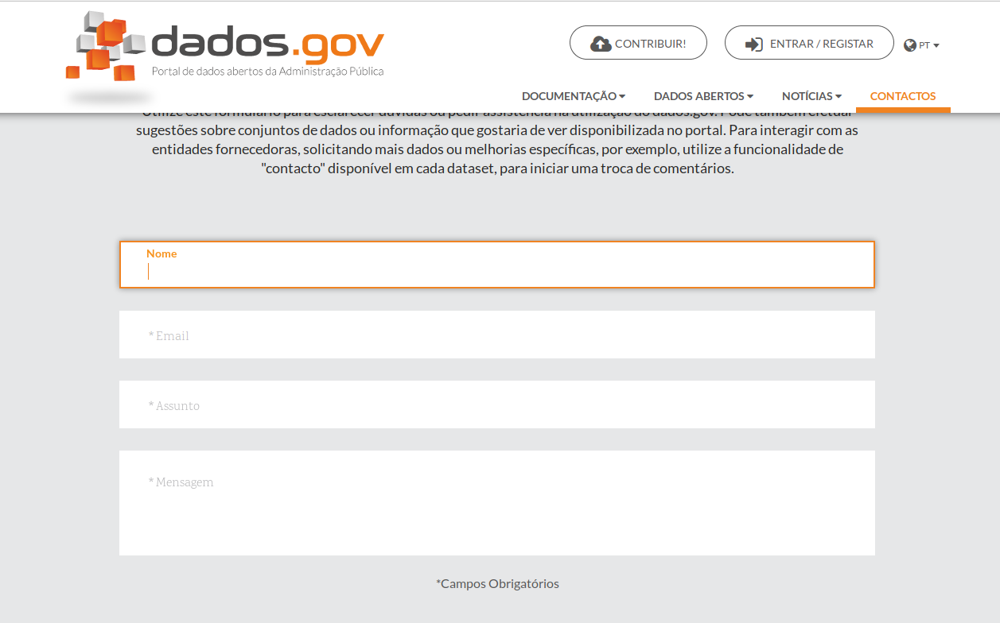 dados.gov
Portal de dados abertos da Administração Pública
CONTRIBUIR!
ENTRAR / REGISTAR
PT
DOCUMENTAÇÃO
DADOS ABERTOS
NOTÍCIAS
CONTACTOS
Utilize este formulário para esclarecer dúvidas ou pedir assistência na utilização do dados.gov. Pode também efetuar
sugestões sobre conjuntos de dados ou informação que gostaria de ver disponibilizada no portal. Para interagir com as
entidades fornecedoras, solicitando mais dados ou melhorias específicas, por exemplo, utilize a funcionalidade de
"contacto" disponível em cada dataset, para iniciar uma troca de comentários.
Nome
* Email
* Assunto
* Mensagem
*Campos Obrigatórios